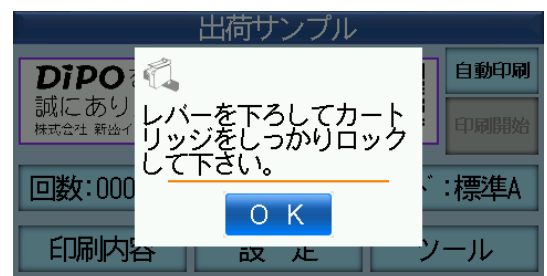 出荷サンプル
DiPO
自動印刷
誠にあり
株式会社 新盛イ
印刷開始
レバーを下ろしてカート
リッジをしっかりロック
して下さい。
回数:000
:標準A
OK
印刷内容
設 定
ツール